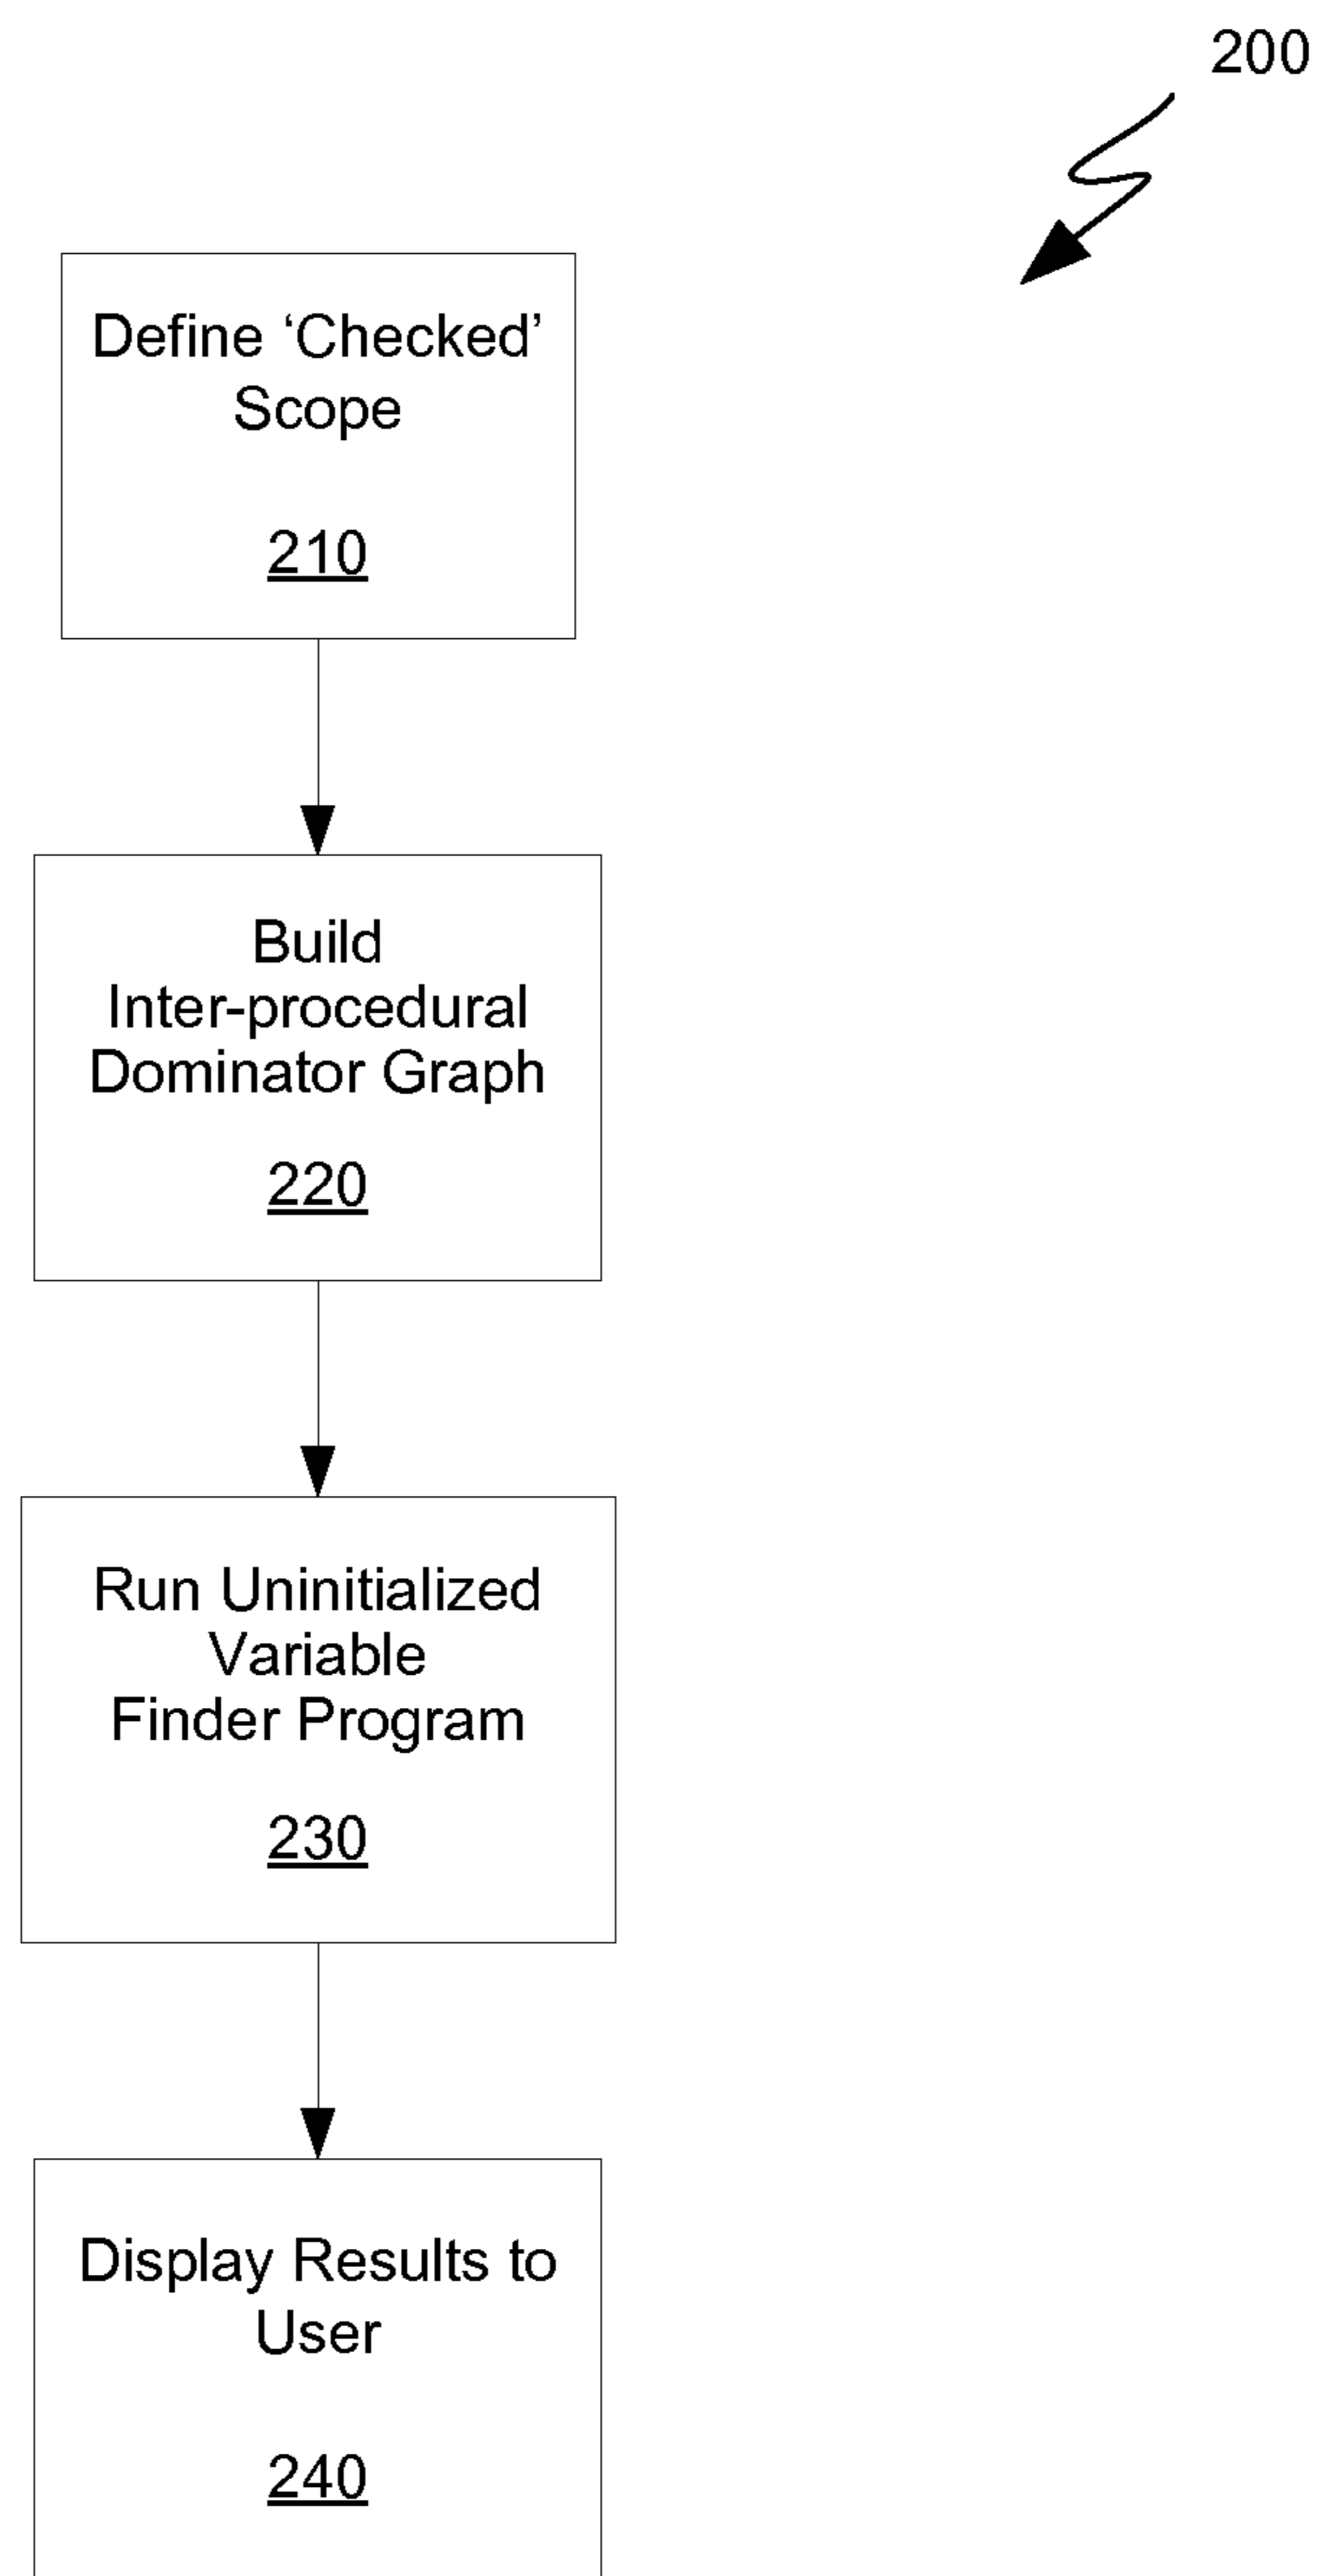 200
Define ‘Checked’
Scope
210
Build
Inter-procedural
Dominator Graph
220
Run Uninitialized
Variable
Finder Program
230
Display Results to
User
240